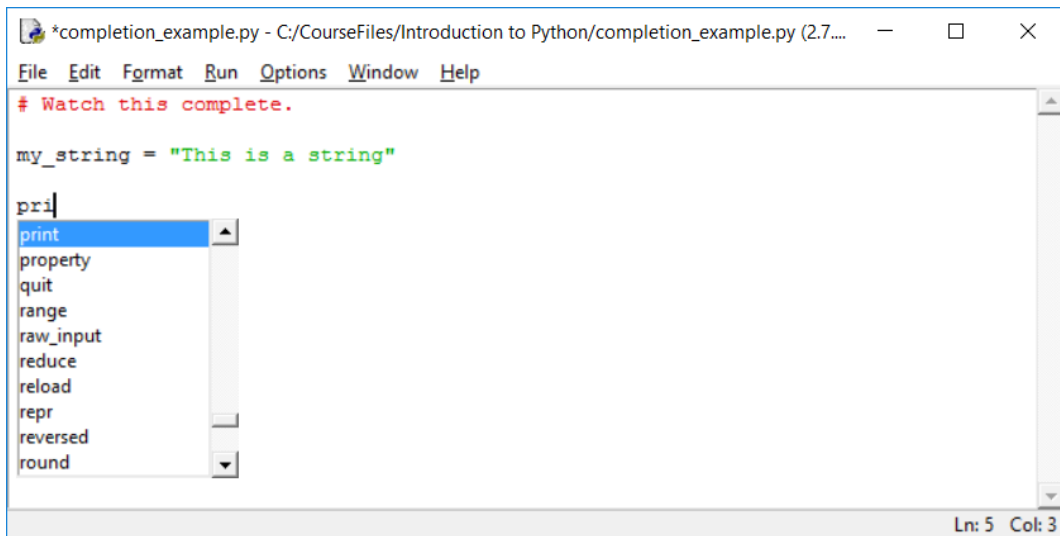 *completion_example.py - C:/CourseFiles/Introduction to Python/completion_example.py (2.7....
File Edit Format Run Options Window Help
# Watch this complete.
my_string = "This is a string"
pri
print
property
quit
range
raw_input
reduce
reload
repr
reversed
round
Ln: 5 Col: 3